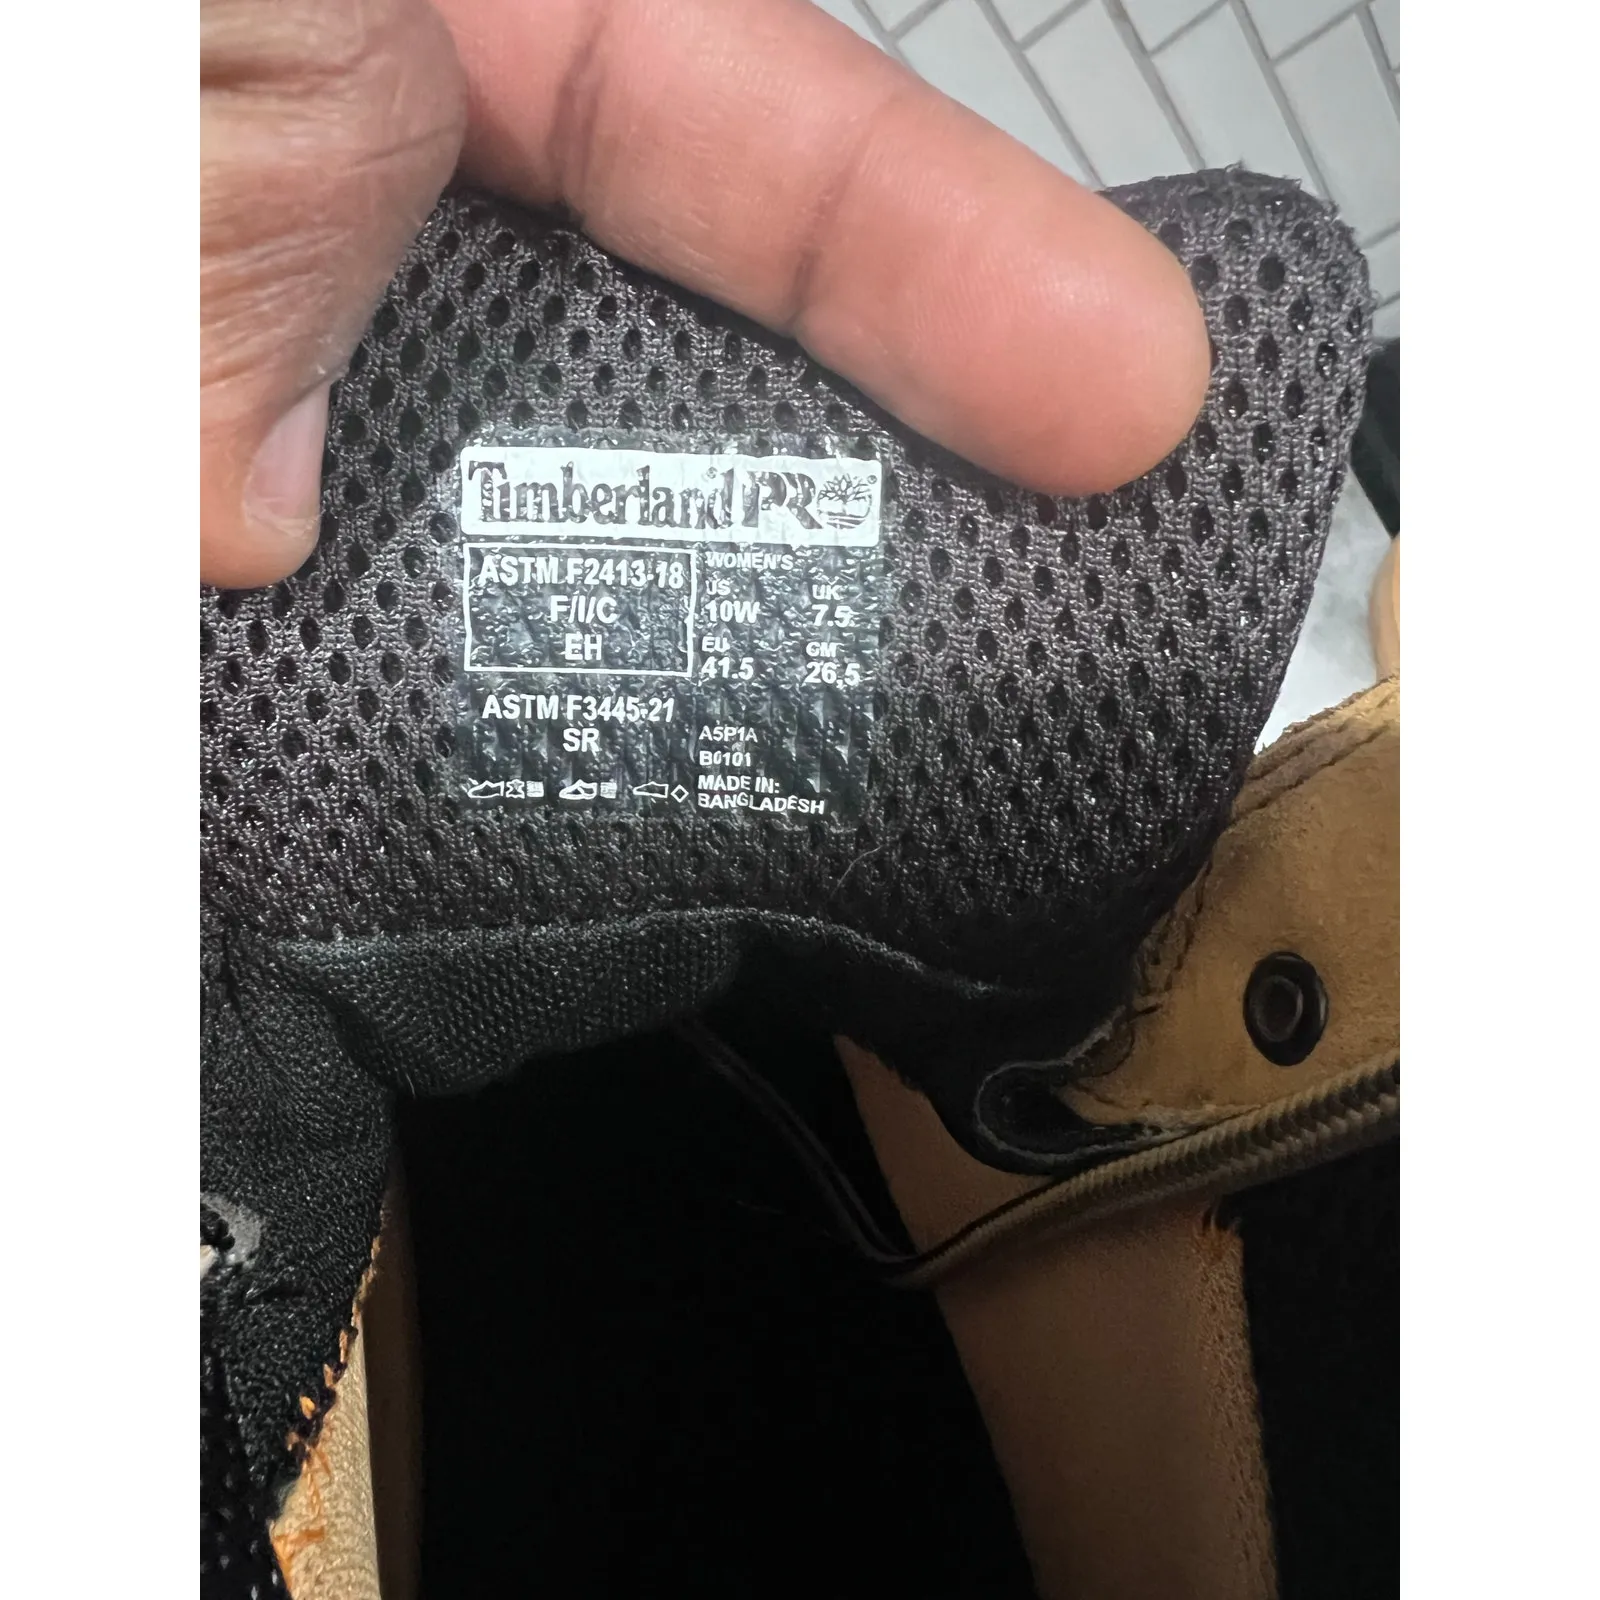 Timberland PRO
ASTM F2413-18
F/I/C
EH
ASTM F3445-21
SR
WOMEN'S
US UK
10W 7.5
EU CM
41.5 26,5
A5P1A
B0101
MADE IN:
BANGLADESH